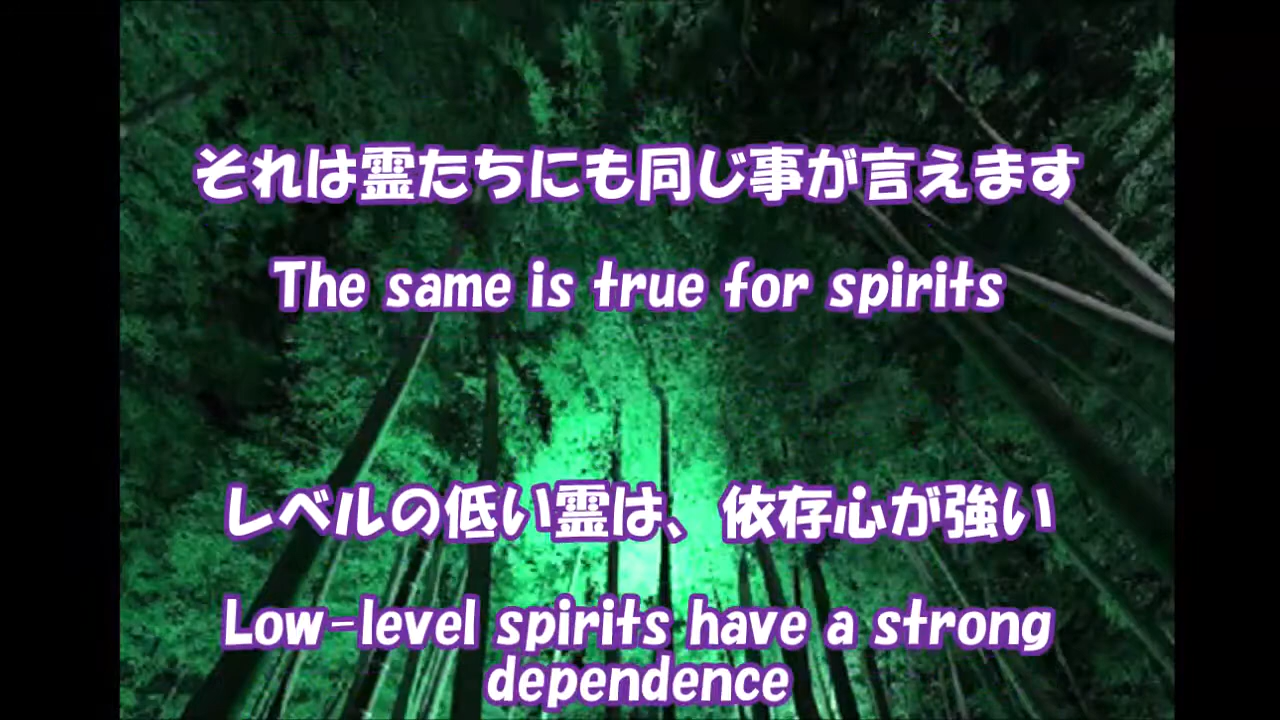 それは霊たちにも同じ事が言えます
The same is true for spirits
レベルの低い霊は、依存心が強い
Low-level spirits have a strong
dependence